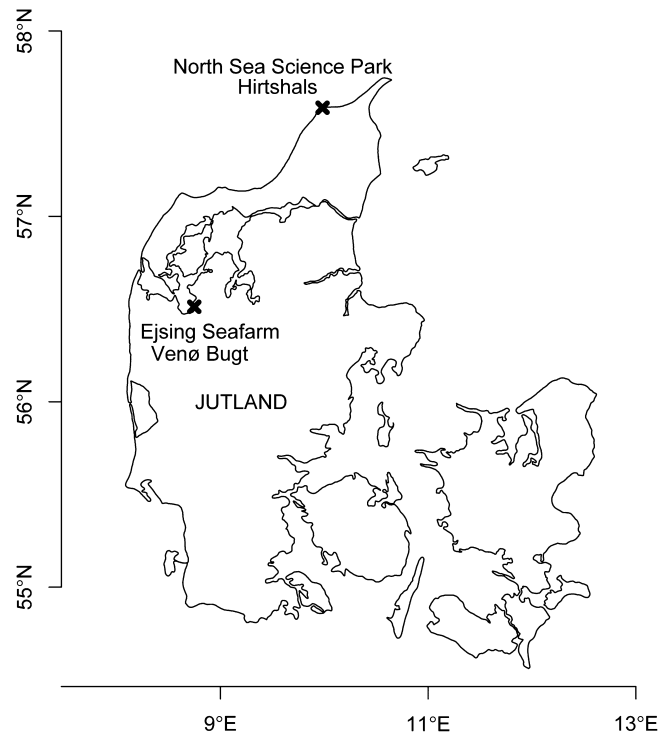 58°N
North Sea Science Park
Hirtshals
57°N
Ejsing Seafarm
Venø Bugt
JUTLAND
56°N
55°N
9°E
11°E
13°E